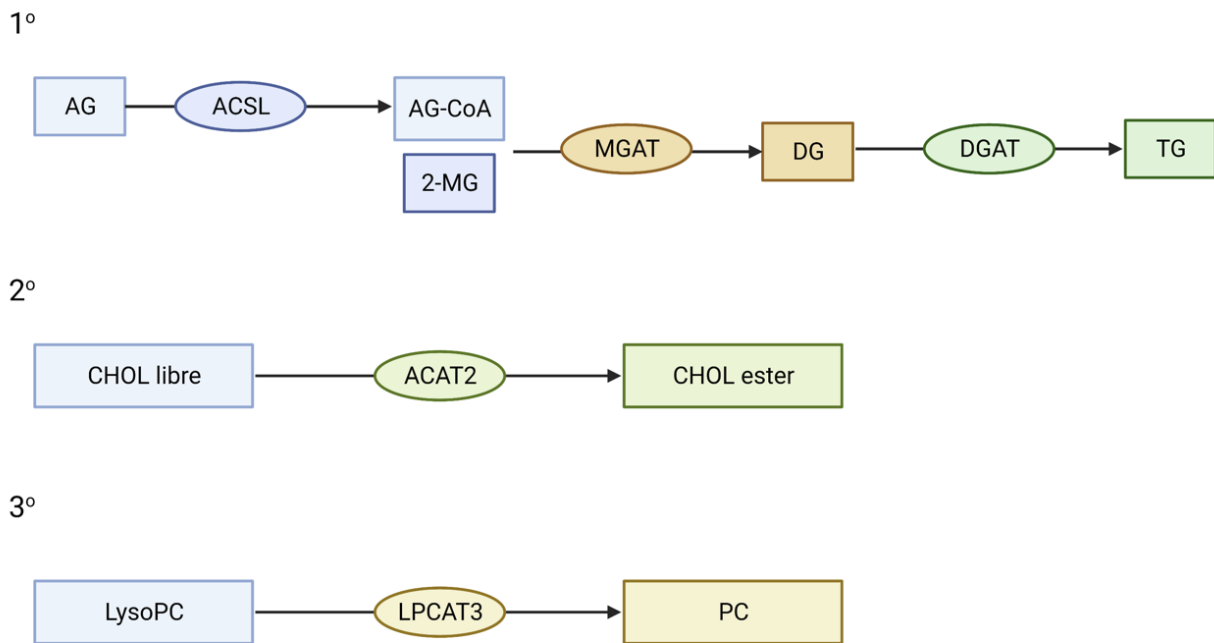 1º
AG
ACSL
AG-CoA
2-MG
MGAT
DG
DGAT
TG
2º
CHOL libre
ACAT2
CHOL ester
3º
LysoPC
LPCAT3
PC